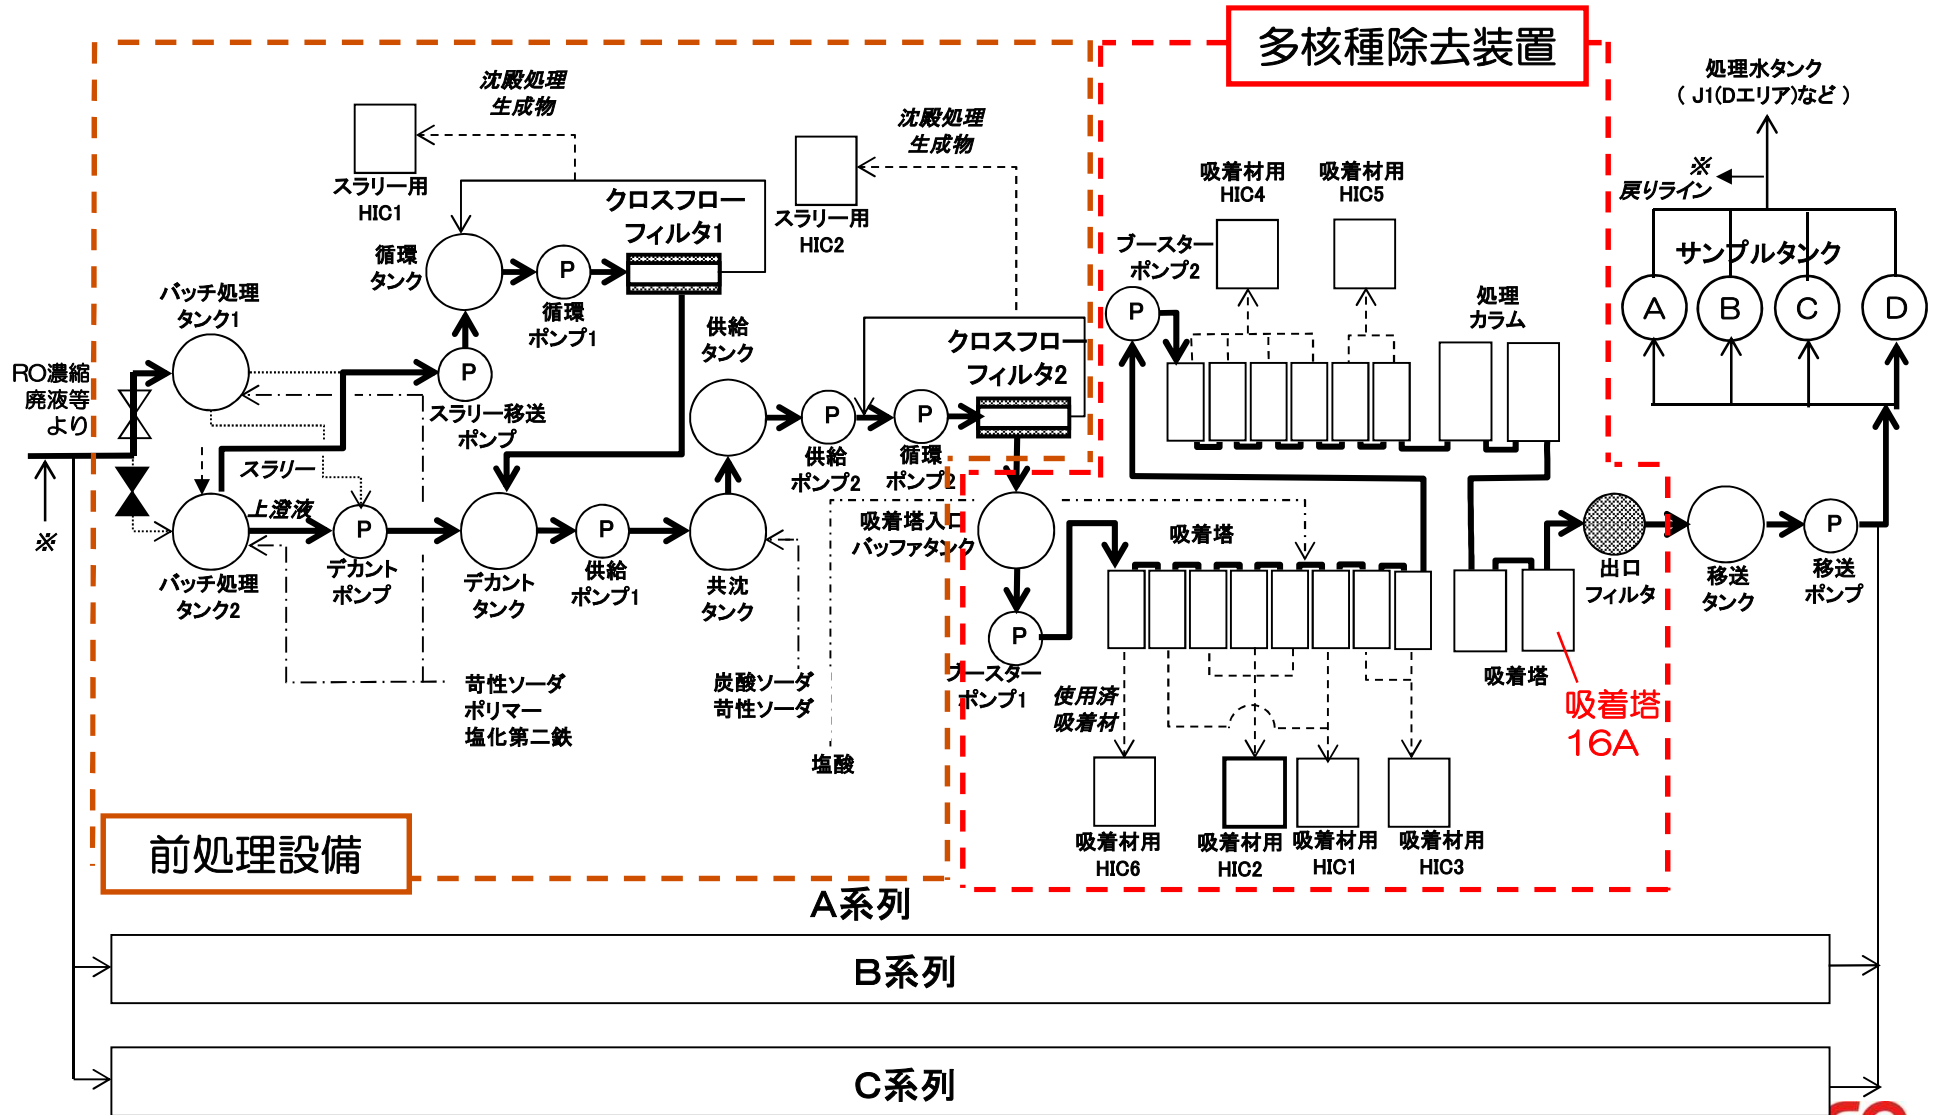 多核種除去装置
処理水タンク
（ J1(Dエリア)など ）
※
戻りライン
沈殿処理
生成物
沈殿処理
生成物
スラリー用
HIC1
スラリー用
HIC2
クロスフロー
フィルタ1
循環
タンク
P
循環
ポンプ1
吸着材用
HIC4
吸着材用
HIC5
ブースター
ポンプ2
P
処理
カラム
サンプルタンク
A
B
C
D
バッチ処理
タンク1
RO濃縮
廃液等
より
※
P
スラリー移送
ポンプ
供給
タンク
クロスフロー
フィルタ2
P
供給
ポンプ2
P
循環
ポンプ2
スラリー
上澄液
バッチ処理
タンク2
P
デカント
ポンプ
デカント
タンク
P
供給
ポンプ1
共沈
タンク
吸着塔入口
バッファタンク
吸着塔
出口
フィルタ
移送
タンク
P
移送
ポンプ
P
ブースター
ポンプ1
苛性ソーダ
ポリマー
塩化第二鉄
炭酸ソーダ
苛性ソーダ
塩酸
使用済
吸着材
吸着塔
吸着塔
16A
吸着材用
HIC6
吸着材用
HIC2
吸着材用
HIC1
吸着材用
HIC3
前処理設備
A系列
B系列
C系列